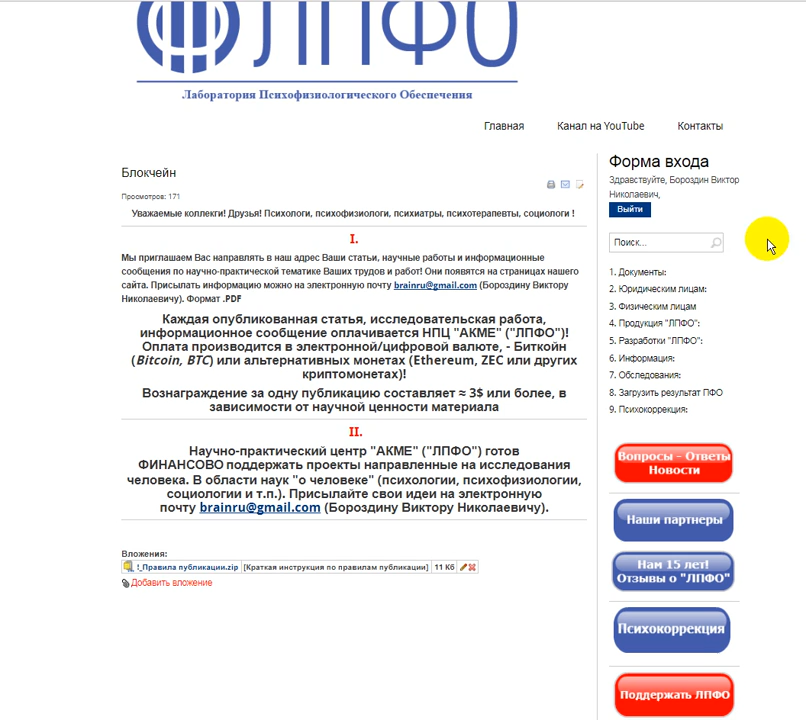 ЛПФО
Лаборатория Психофизиологического Обеспечения
Главная Канал на YouTube Контакты
Блокчейн
Просмотров: 171
Уважаемые коллеги! Друзья! Психологи, психофизиологи, психиатры, психотерапевты, социологи !
I.
Мы приглашаем Вас направлять в наш адрес Ваши статьи, научные работы и информационные
сообщения по научно-практической тематике Ваших трудов и работ! Они появятся на страницах нашего
сайта. Присылать информацию можно на электронную почту brainru@gmail.com (Бороздину Виктору
Николаевичу). Формат .PDF
Каждая опубликованная статья, исследовательская работа,
информационное сообщение оплачивается НПЦ "АКМЕ" ("ЛПФО")!
Оплата производится в электронной/цифровой валюте, - Биткойн
(Bitcoin, BTC) или альтернативных монетах (Ethereum, ZEC или других
криптомонетах)!
Вознаграждение за одну публикацию составляет ≈ 3$ или более, в
зависимости от научной ценности материала
II.
Научно-практический центр "АКМЕ" ("ЛПФО") готов
ФИНАНСОВО поддержать проекты направленные на исследования
человека. В области наук "о человеке" (психологии, психофизиологии,
социологии и т.п.). Присылайте свои идеи на электронную
почту brainru@gmail.com (Бороздину Виктору Николаевичу).
Вложения:
!_Правила публикации.zip [Краткая инструкция по правилам публикации] 11 Кб
Добавить вложение
Форма входа
Здравствуйте, Бороздин Виктор
Николаевич,
Выйти
Поиск...
1. Документы:
2. Юридическим лицам:
3. Физическим лицам
4. Продукция "ЛПФО":
5. Разработки "ЛПФО":
6. Информация:
7. Обследования:
8. Загрузить результат ПФО
9. Психокоррекция:
Вопросы - Ответы
Новости
Наши партнеры
Нам 15 лет!
Отзывы о "ЛПФО"
Психокоррекция
Поддержать ЛПФО